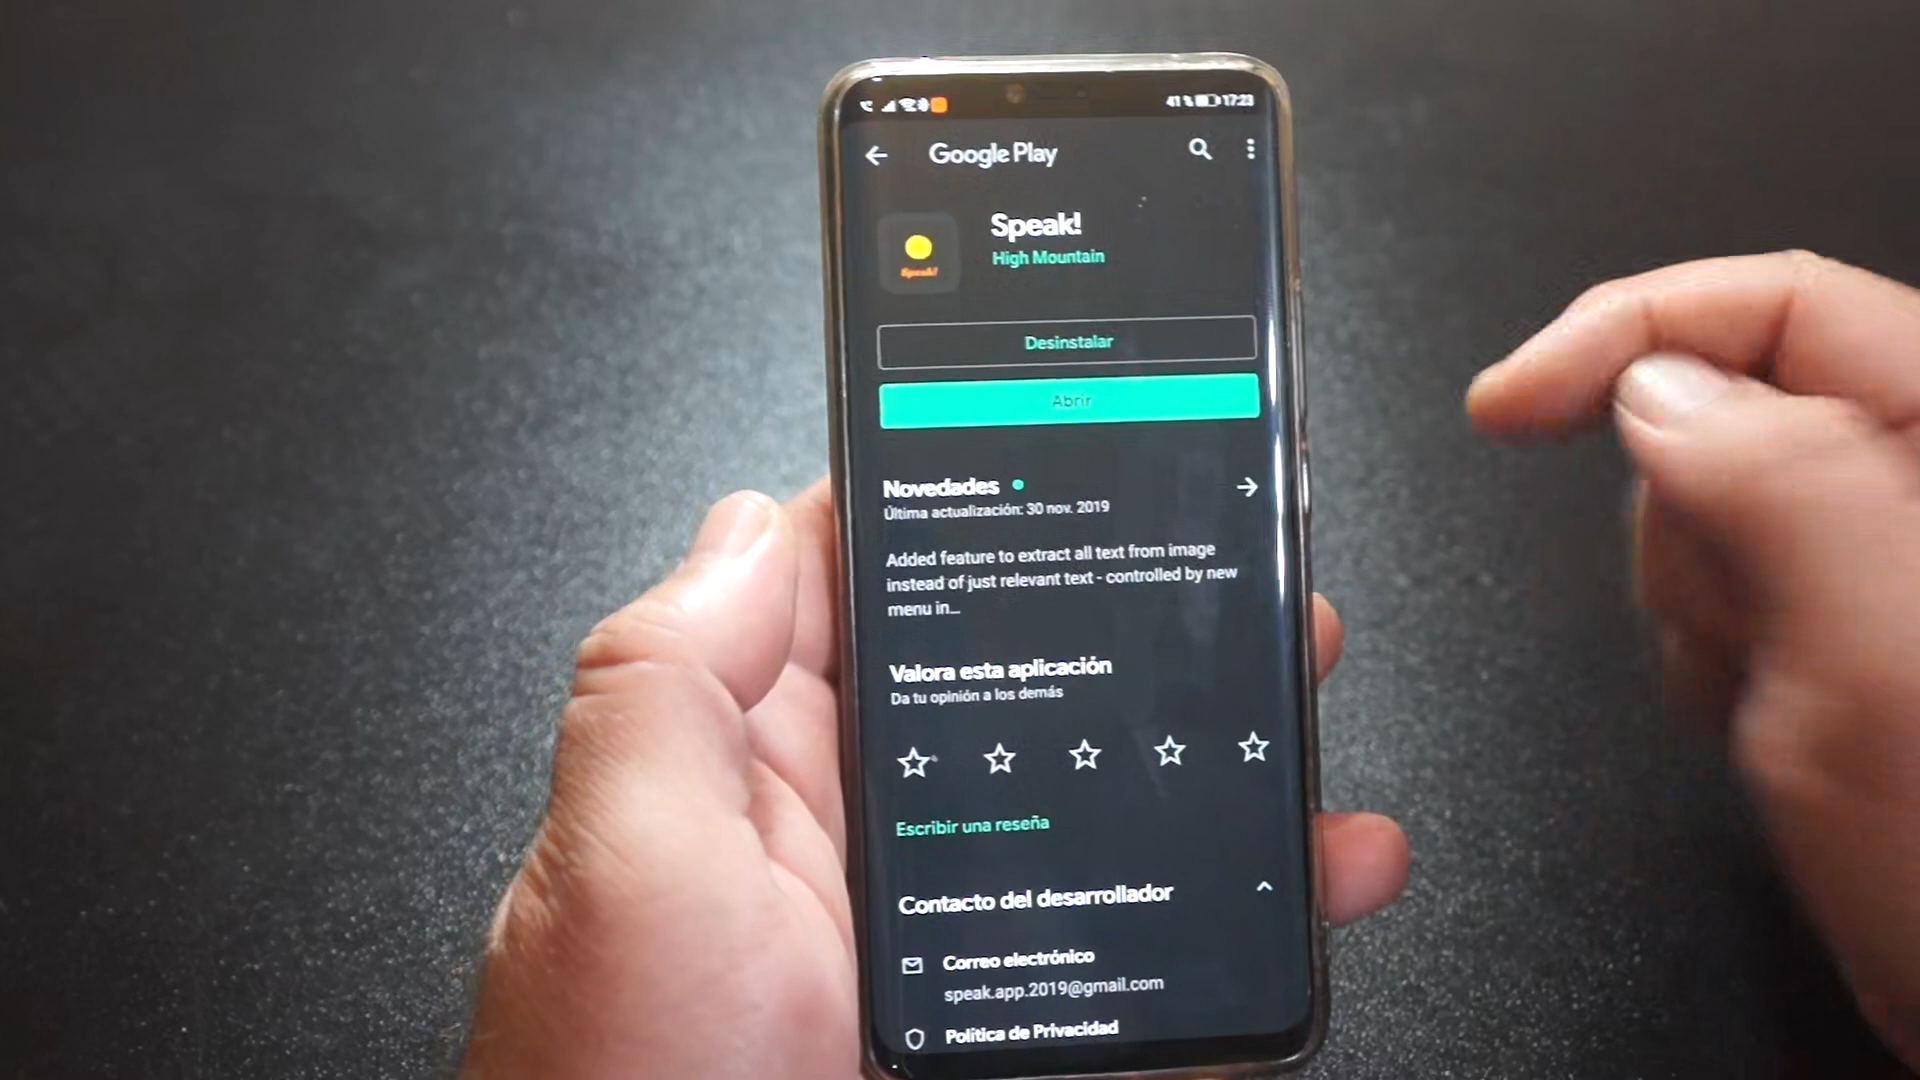 41 % 17:23
Google Play
Speak!
High Mountain
Speak!
Desinstalar
Abrir
Novedades
Última actualización: 30 nov. 2019
Added feature to extract all text from image
instead of just relevant text - controlled by new
menu in...
Valora esta aplicación
Da tu opinión a los demás
Escribir una reseña
Contacto del desarrollador
Correo electrónico
speak.app.2019@gmail.com
Política de Privacidad